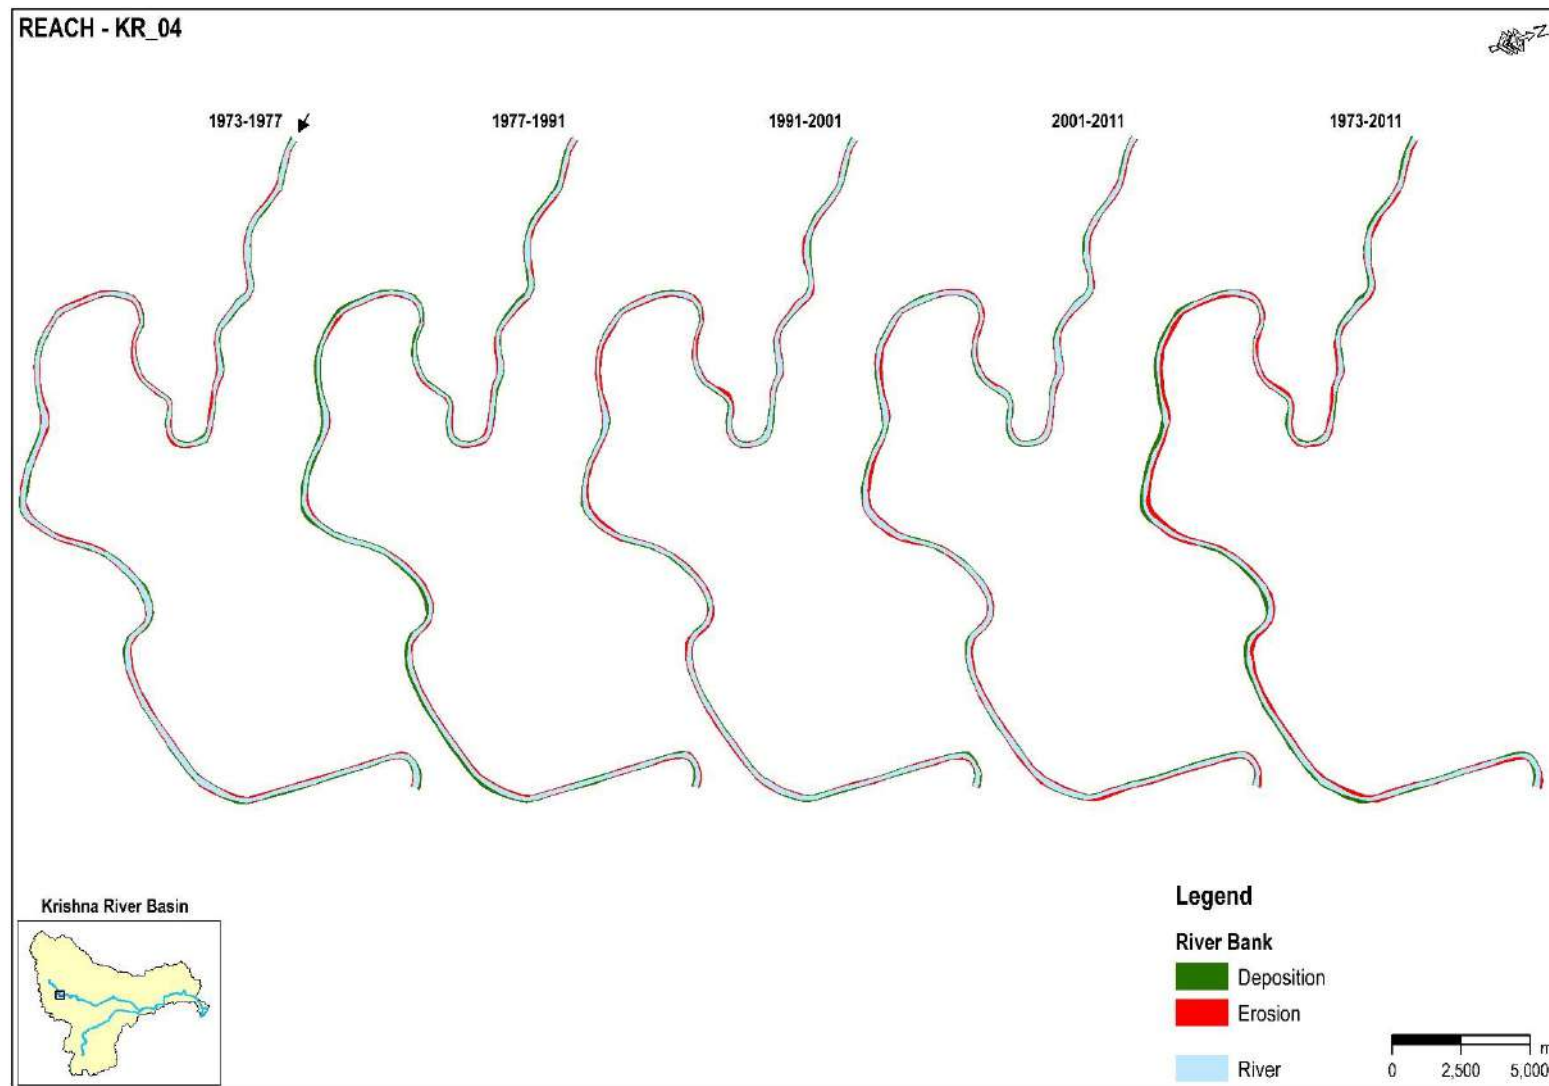 REACH - KR_04
Z
1973-1977
1977-1991
1991-2001
2001-2011
1973-2011
Krishna River Basin
Legend
River Bank
Deposition
Erosion
River
m
0 2,500 5,000